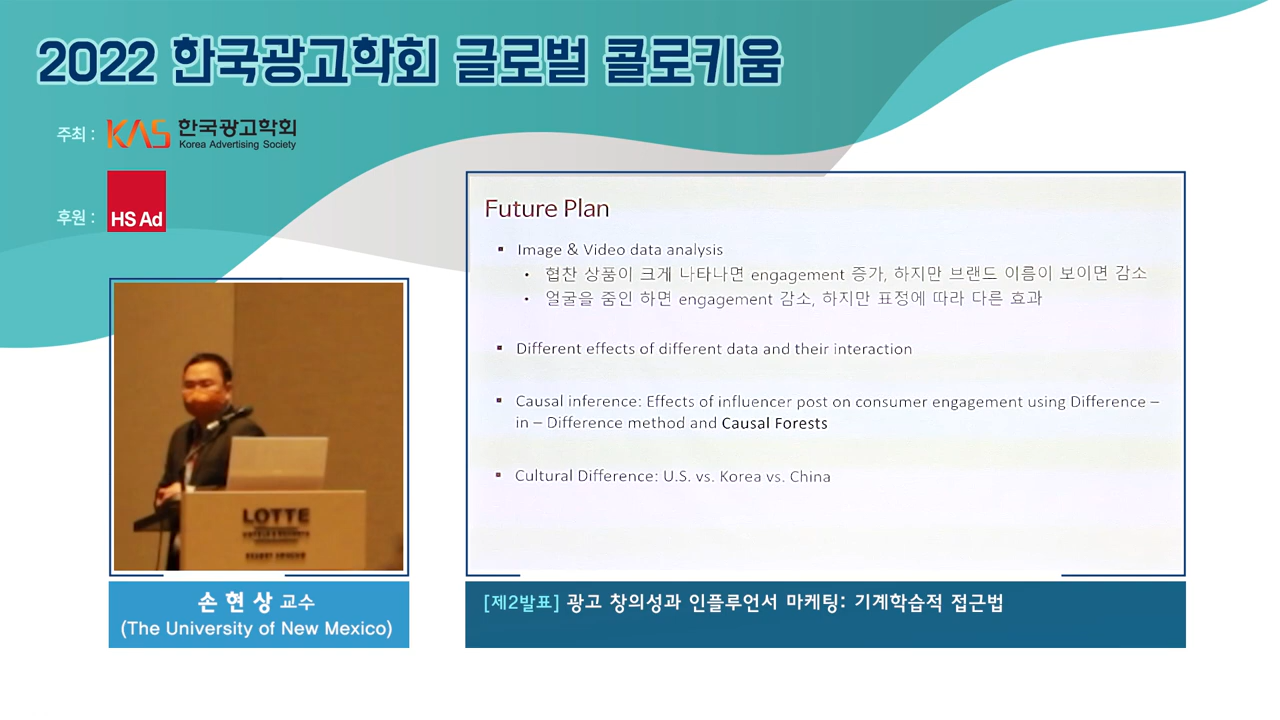 2022 한국광고학회 글로벌 콜로키움
주최 :
KAS 한국광고학회
Korea Advertising Society
후원 :
HS Ad
LOTTE
손 현 상 교수
(The University of New Mexico)
Future Plan
▪ Image & Video data analysis
• 협찬 상품이 크게 나타나면 engagement 증가, 하지만 브랜드 이름이 보이면 감소
• 얼굴을 줌인 하면 engagement 감소, 하지만 표정에 따라 다른 효과
▪ Different effects of different data and their interaction
▪ Causal inference: Effects of influencer post on consumer engagement using Difference –
in – Difference method and Causal Forests
▪ Cultural Difference: U.S. vs. Korea vs. China
[제2발표] 광고 창의성과 인플루언서 마케팅: 기계학습적 접근법